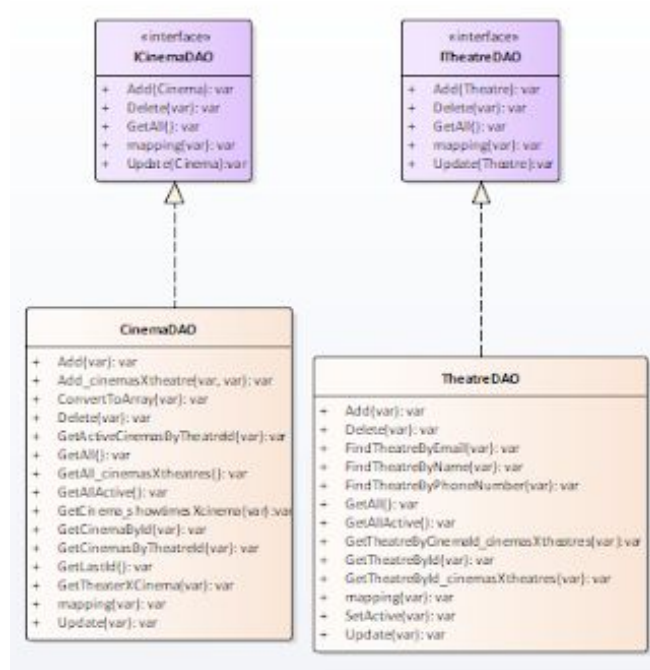 «interface»
ICinemaDAO
+ Add(Cinema): var
+ Delete(var): var
+ GetAll(): var
+ mapping(var): var
+ Update(Cinema):var
«interface»
ITheatreDAO
+ Add(Theatre): var
+ Delete(var): var
+ GetAll(): var
+ mapping(var): var
+ Update(Theatre):var
CinemaDAO
+ Add(var): var
+ Add_cinemasXtheatre(var, var): var
+ ConvertToArray(var): var
+ Delete(var): var
+ GetActiveCinemasByTheatreId(var):var
+ GetAll(): var
+ GetAll_cinemasXtheatres(): var
+ GetAllActive(): var
+ GetCinema_showtimesXcinema(var):var
+ GetCinemaById(var): var
+ GetCinemasByTheatreId(var): var
+ GetLastId(): var
+ GetTheaterXCinema(var): var
+ mapping(var): var
+ Update(var): var
TheatreDAO
+ Add(var): var
+ Delete(var): var
+ FindTheatreByEmail(var): var
+ FindTheatreByName(var): var
+ FindTheatreByPhoneNumber(var): var
+ GetAll(): var
+ GetAllActive(): var
+ GetTheatreByCinemaId_cinemasXtheatres(var):var
+ GetTheatreById(var): var
+ GetTheatreById_cinemasXtheatres(var): var
+ mapping(var): var
+ SetActive(var): var
+ Update(var): var